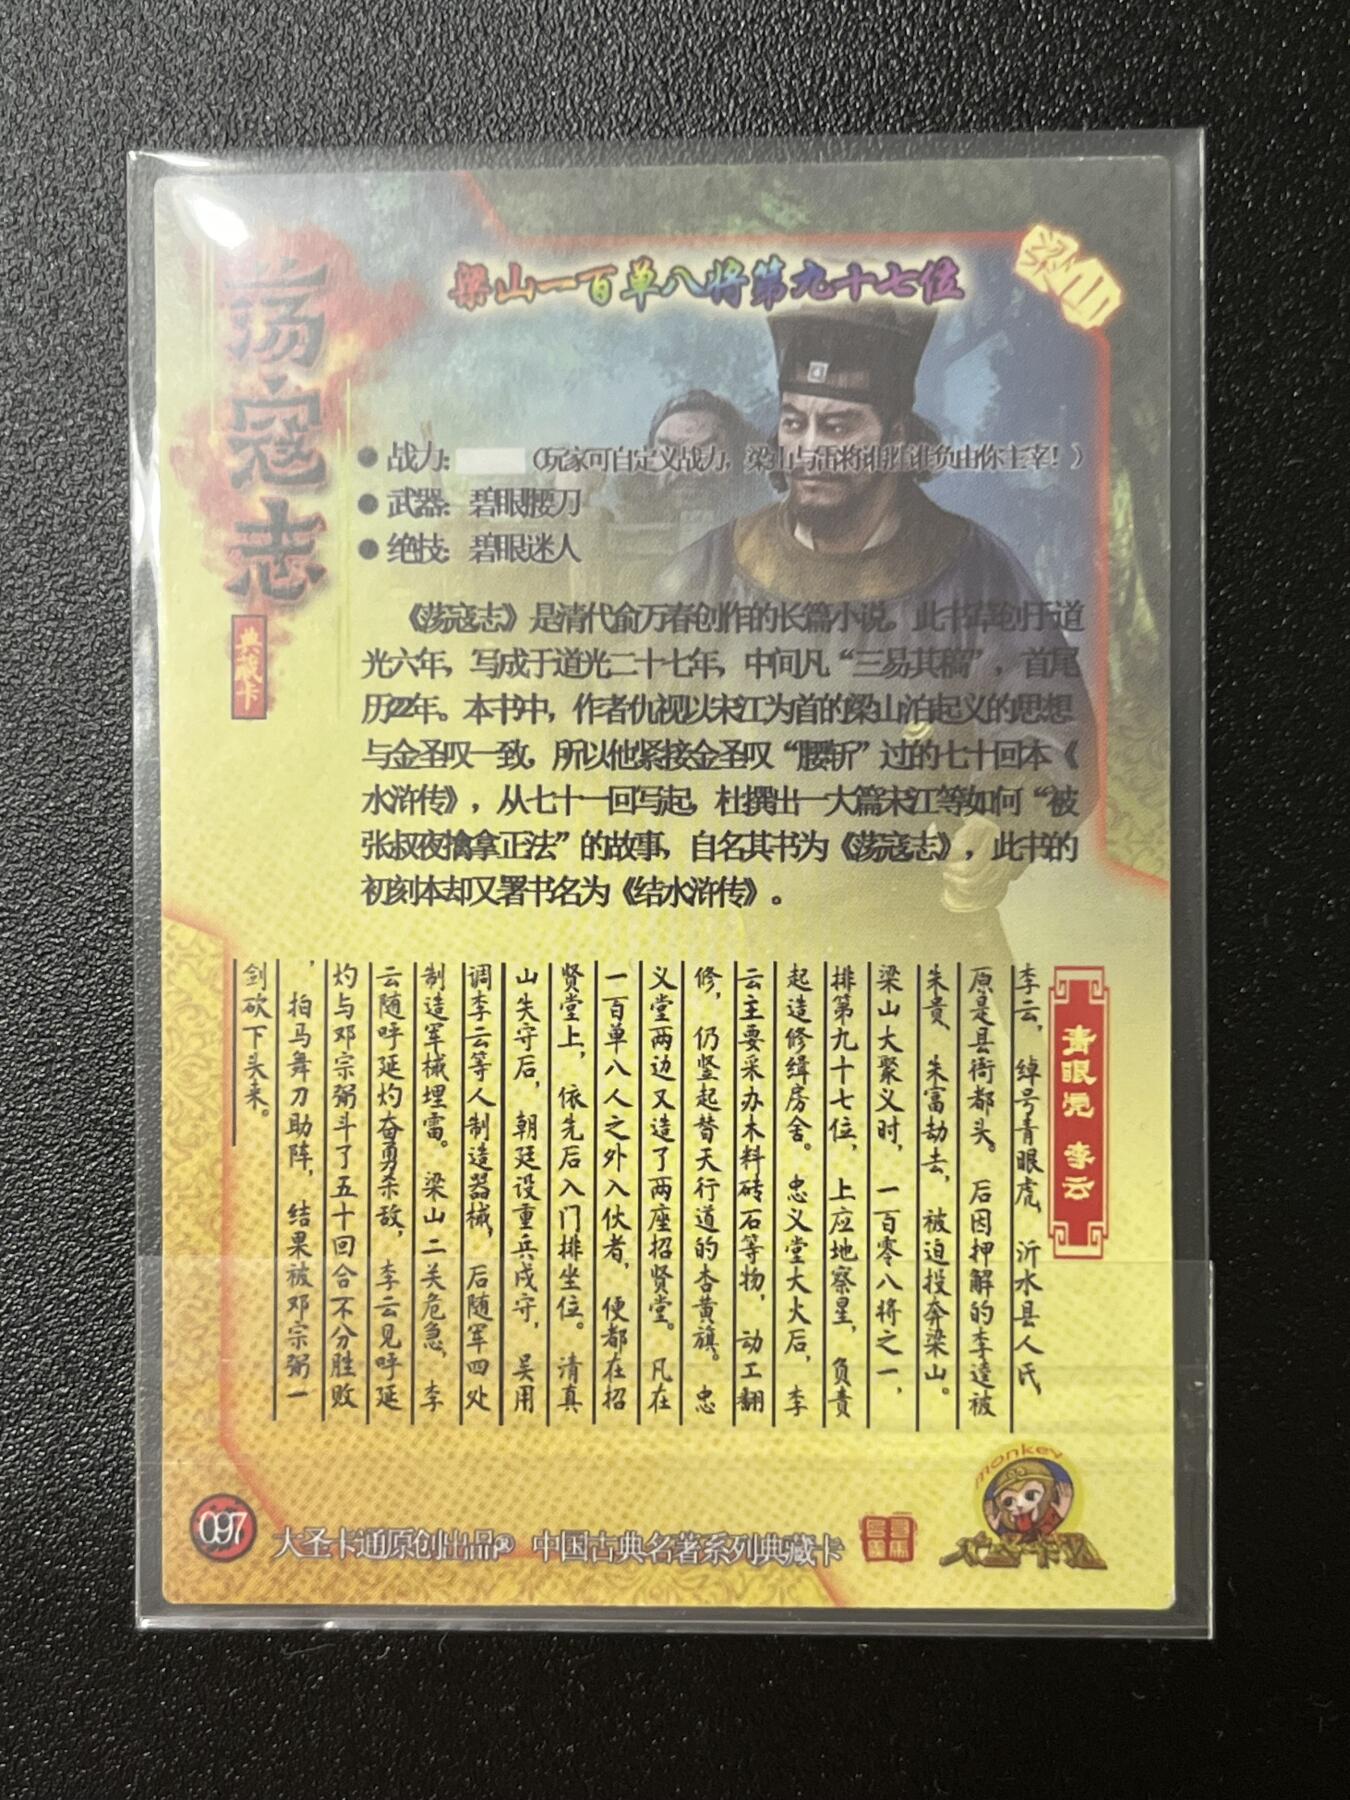 梁山一百单八将第九十七位
梁山
荡寇志
典藏卡
● 战力： （玩家可自定义战力，梁山与雷将谁胜谁负由你主宰！）
● 武器：碧眼腰刀
● 绝技：碧眼迷人
《荡寇志》是清代俞万春创作的长篇小说。此书草创于道
光六年，写成于道光二十七年，中间凡“三易其稿”，首尾
历22年。本书中，作者仇视以宋江为首的梁山泊起义的思想
与金圣叹一致，所以他紧接金圣叹“腰斩”过的七十回本《
水浒传》，从七十一回写起，杜撰出一大篇宋江等如何“被
张叔夜擒拿正法”的故事，自名其书为《荡寇志》，此书的
初刻本却又署书名为《结水浒传》。
青眼虎 李云
李云，绰号青眼虎，沂水县人氏，
原是县衙都头。后因押解的李逵被
朱贵、朱富劫去，被迫投奔梁山。
梁山大聚义时，一百零八将之一，
排第九十七位，上应地察星，负责
起造修缉房舍。忠义堂大火后，李
云主要采办木料砖石等物，动工翻
修，仍竖起替天行道的杏黄旗。忠
义堂两边又造了两座招贤堂。凡在
一百单八人之外入伙者，便都在招
贤堂上，依先后入门排坐位。清真
山失守后，朝廷设重兵戍守，吴用
调李云等人制造器械，后随军四处
制造军械埋雷。梁山二关危急，李
云随呼延灼奋勇杀敌，李云见呼延
灼与邓宗弼斗了五十回合不分胜败
，拍马舞刀助阵，结果被邓宗弼一
剑砍下头来。
097
大圣卡通原创出品® 中国古典名著系列典藏卡
monkey
大圣卡通